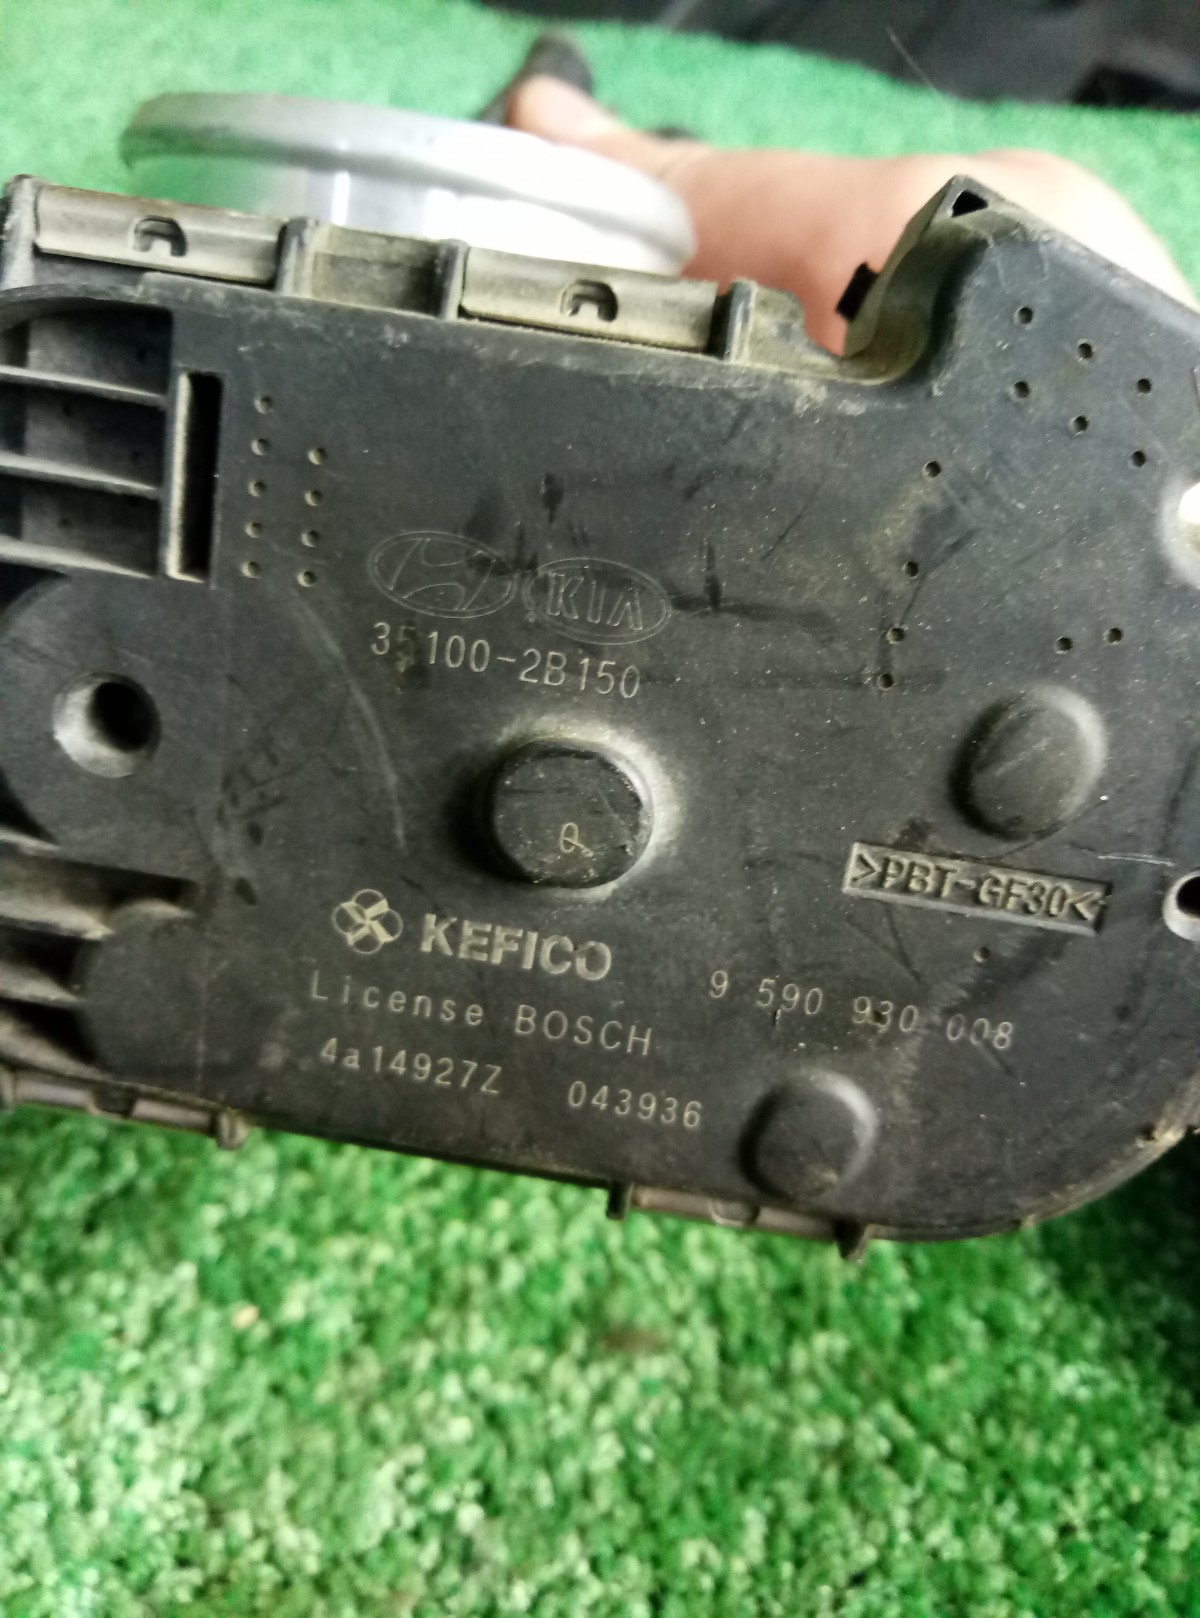 KIA
35100-2B150
Q
>PBT-GF30<
KEFICO
9 590 930 008
License BOSCH
4a14927Z 043936